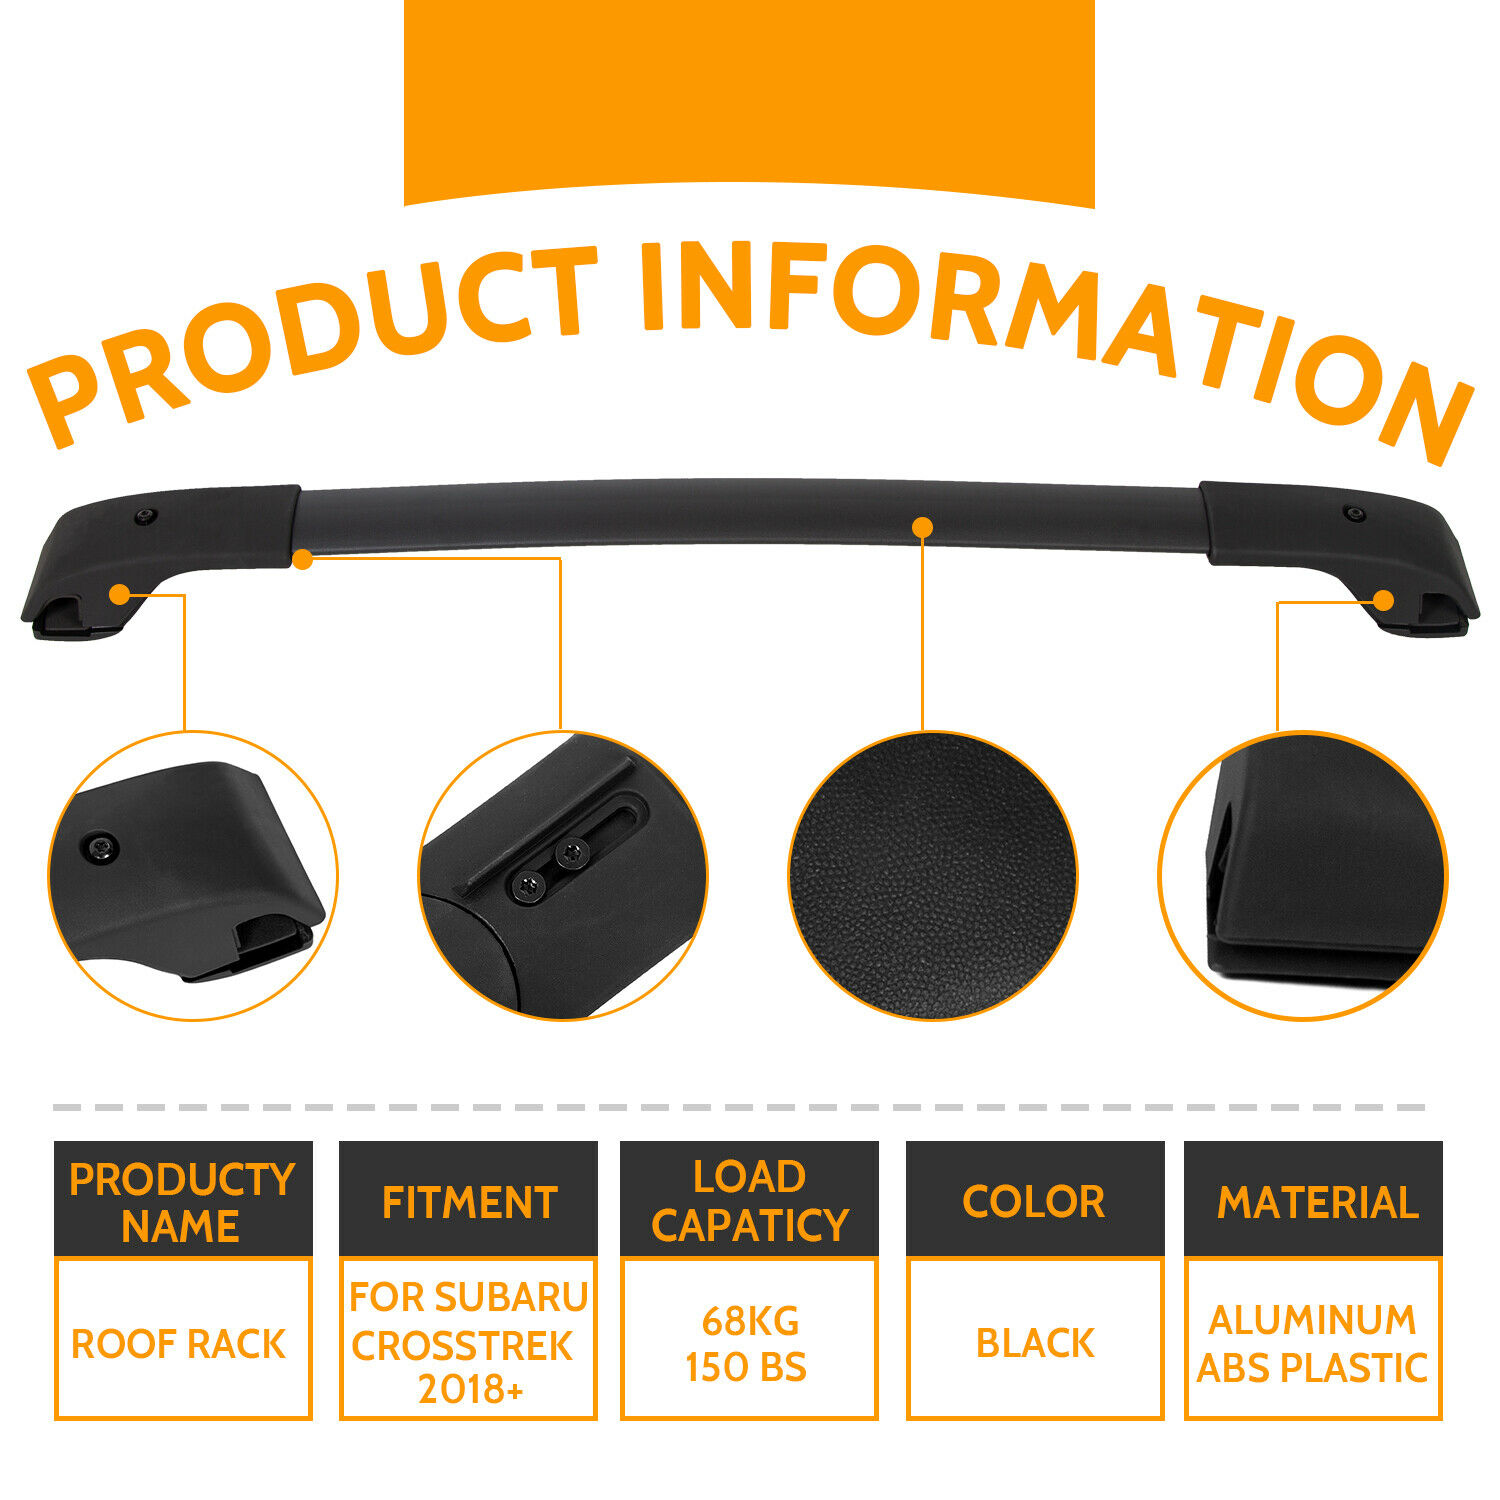 PRODUCT INFORMATION
PRODUCTY
NAME
ROOF RACK
FITMENT
FOR SUBARU
CROSSTREK
2018+
LOAD
CAPATICY
68KG
150 BS
COLOR
BLACK
MATERIAL
ALUMINUM
ABS PLASTIC